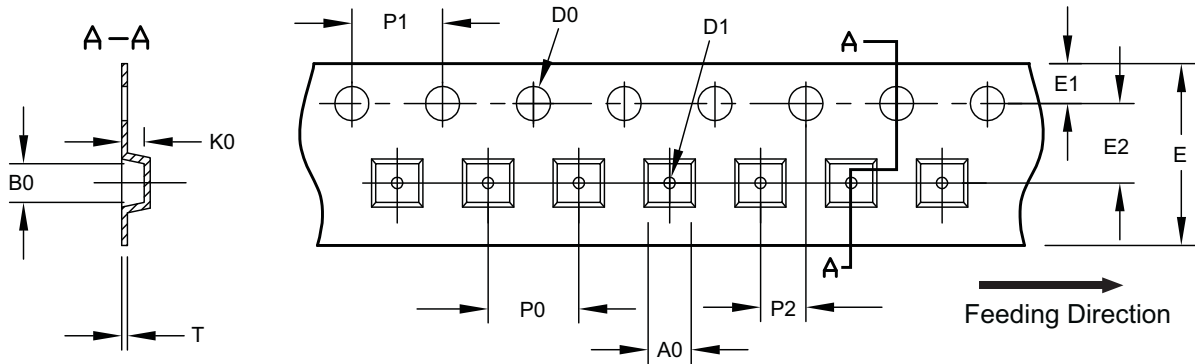 A-A
P1
D0
D1
A
E1
K0
E2
E
B0
A
P0
P2
Feeding Direction
T
A0